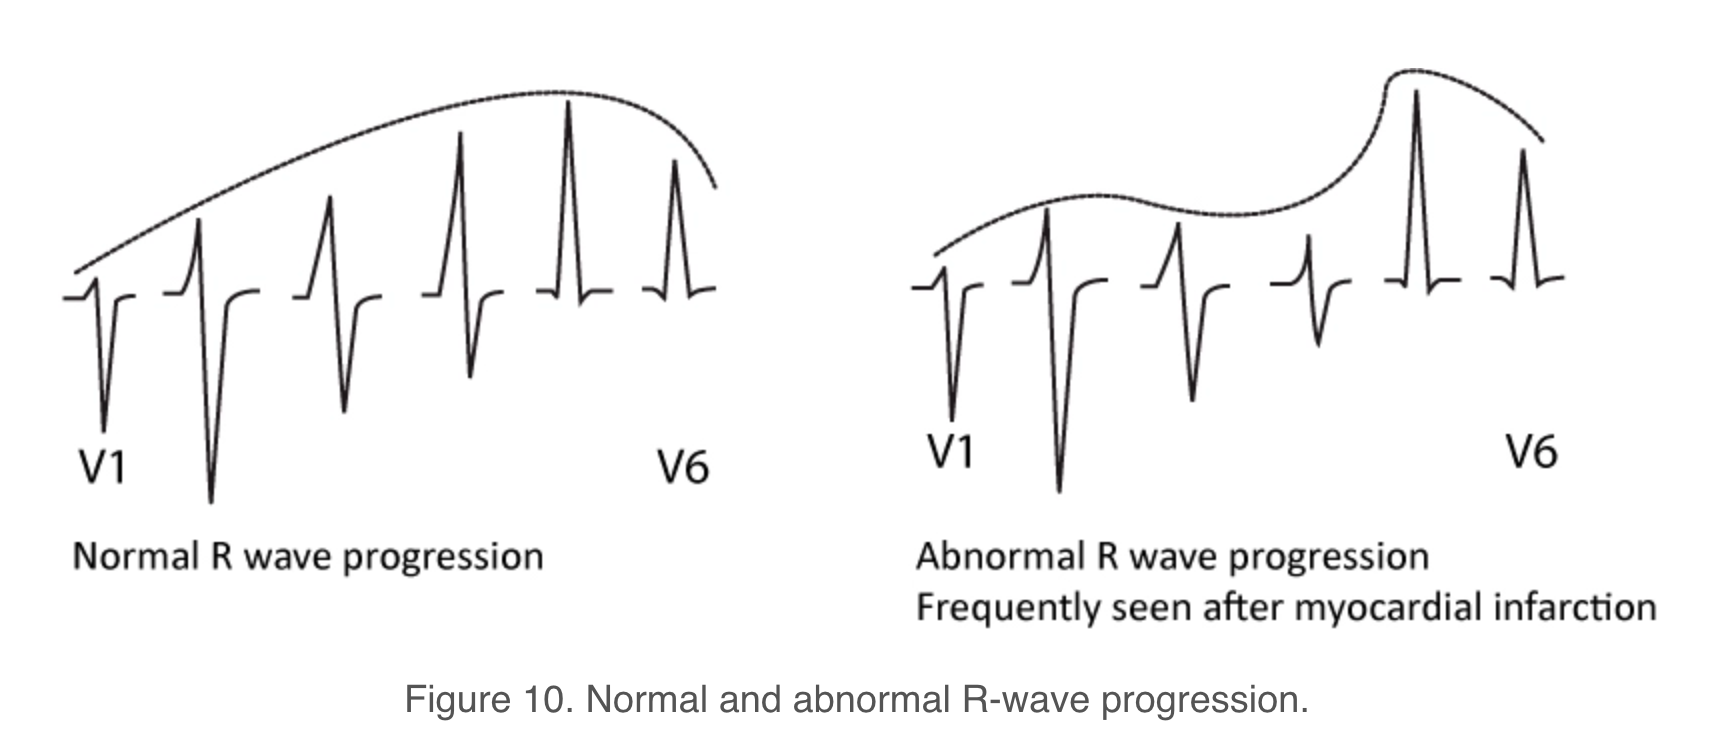 V1
V6
Normal R wave progression
V1
V6
Abnormal R wave progression
Frequently seen after myocardial infarction
Figure 10. Normal and abnormal R-wave progression.